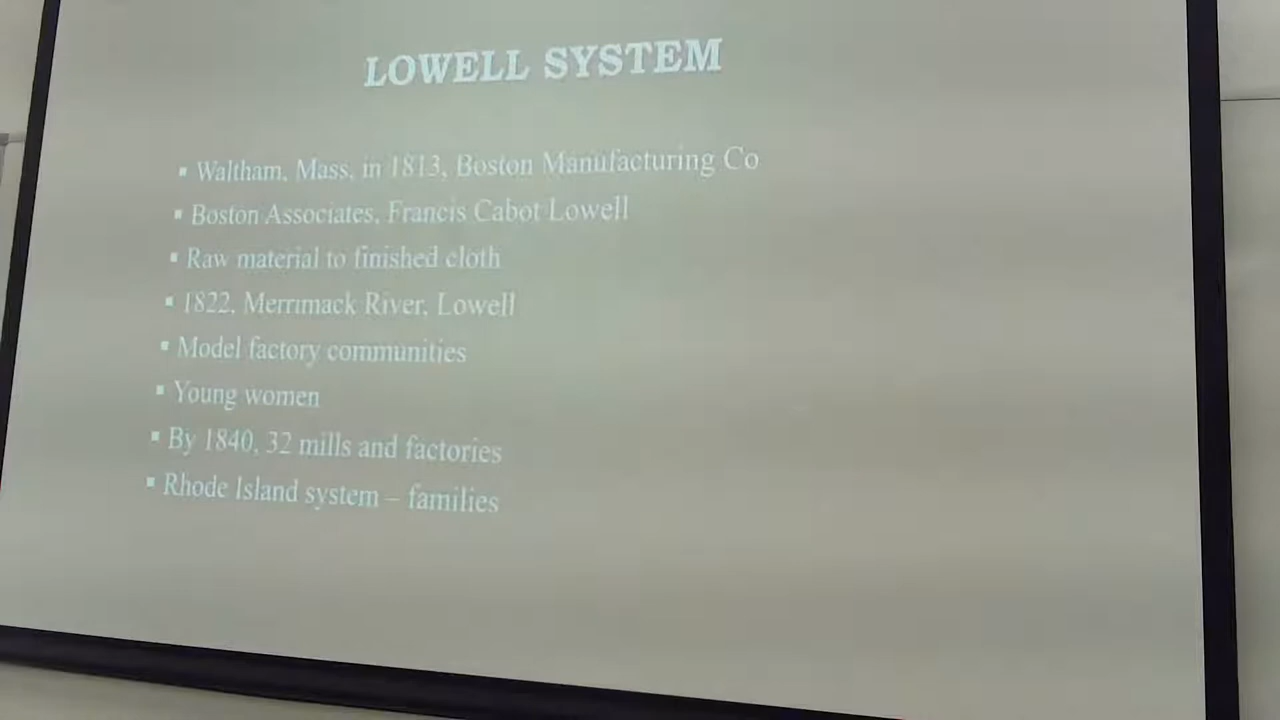 LOWELL SYSTEM
▪ Waltham, Mass, in 1813, Boston Manufacturing Co
▪ Boston Associates, Francis Cabot Lowell
▪ Raw material to finished cloth
▪ 1822, Merrimack River, Lowell
▪ Model factory communities
▪ Young women
▪ By 1840, 32 mills and factories
▪ Rhode Island system – families